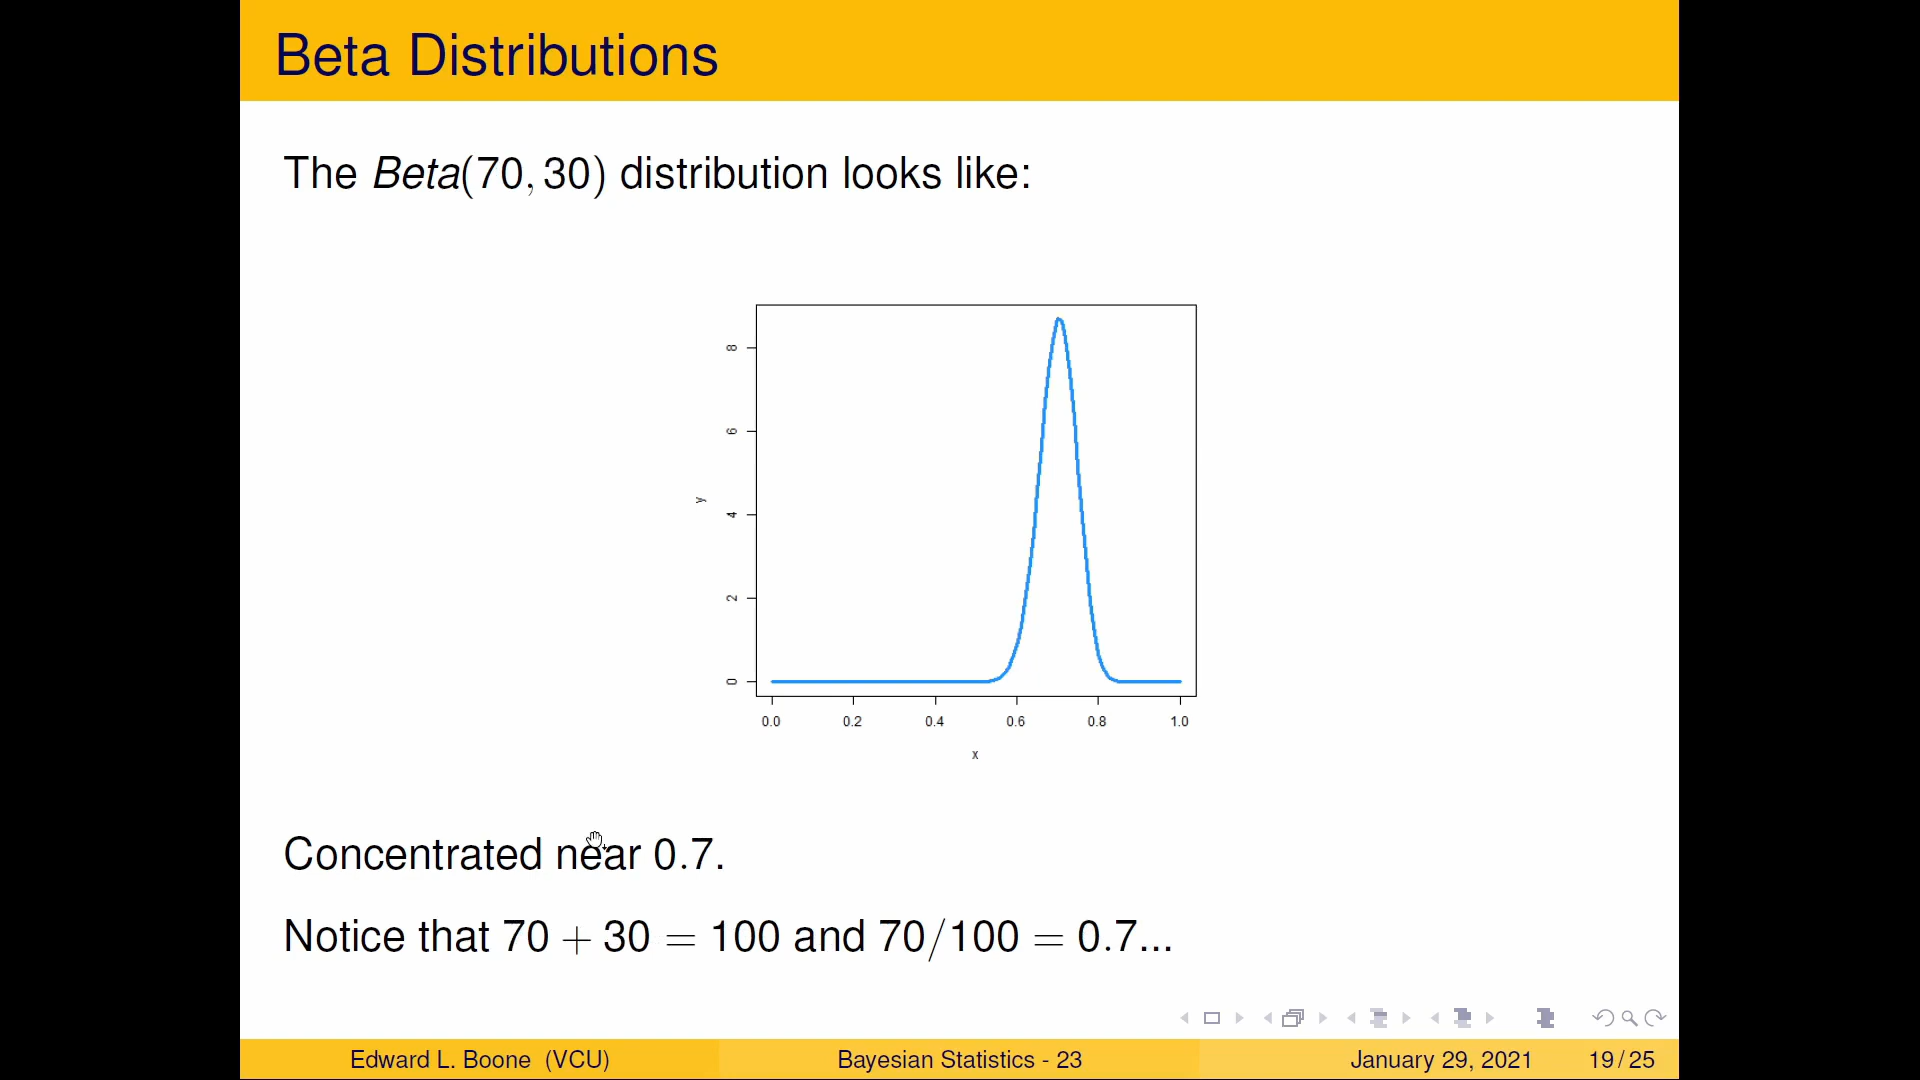 Beta Distributions
The Beta(70, 30) distribution looks like:
8
6
4
2
0
y
0.0 0.2 0.4 0.6 0.8 1.0
x
Concentrated near 0.7.
Notice that 70 + 30 = 100 and 70/100 = 0.7...
Edward L. Boone (VCU) Bayesian Statistics - 23 January 29, 2021 19 / 25